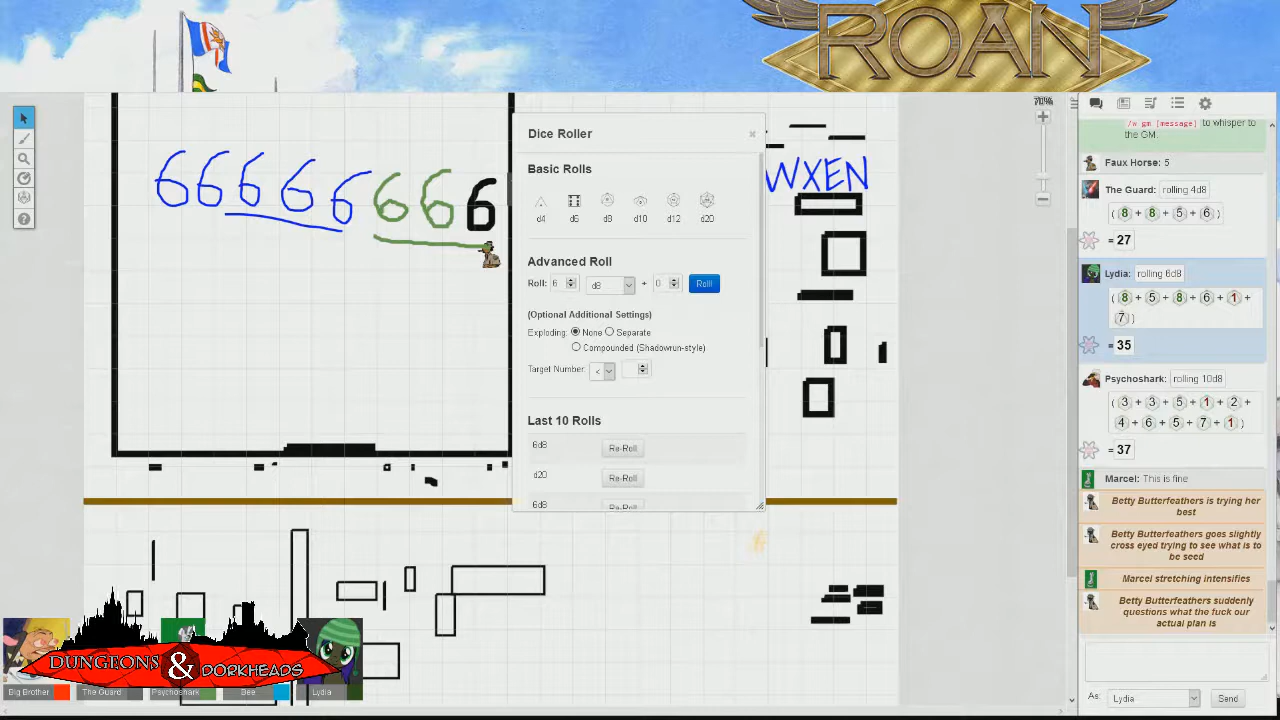 ROAN
66666666
WXEN
70%
Dice Roller
Basic Rolls
d4 d6 d8 d10 d12 d20
Advanced Roll
Roll: 6 d8 + 0 Roll!
(Optional Additional Settings)
Exploding: None Separate
Compounded (Shadowrun-style)
Target Number: <
Last 10 Rolls
6d8 Re-Roll
d20 Re-Roll
6d8 Re-Roll
/w gm [message] to whisper to
the GM.
Faux Horse: 5
The Guard: rolling 4d8
(8+8+5+6)
= 27
Lydia: rolling 6d8
(8+5+8+6+1+
7)
= 35
Psychoshark: rolling 10d8
(3+3+5+1+2+
4+6+5+7+1)
= 37
Marcel: This is fine
Betty Butterfeathers is trying her
best
Betty Butterfeathers goes slightly
cross eyed trying to see what is to
be seed
Marcel stretching intensifies
Betty Butterfeathers suddenly
questions what the fuck our
actual plan is
As: Lydia Send
DUNGEONS & DORKHEADS
Big Brother The Guard Psychoshark Bee Lydia